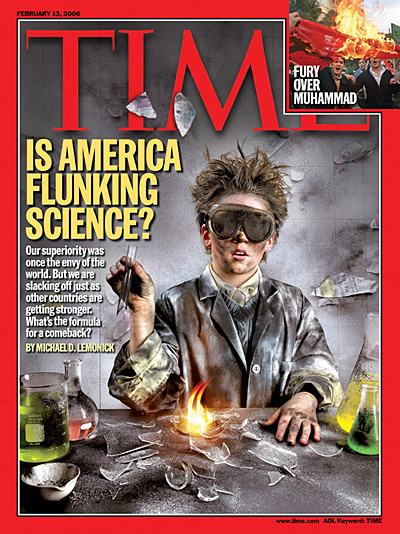 FEBRUARY 13, 2006
TIME
FURY
OVER
MUHAMMAD
IS AMERICA
FLUNKING
SCIENCE?
Our superiority was
once the envy of the
world. But we are
slacking off just as
other countries are
getting stronger.
What's the formula
for a comeback?
BY MICHAEL D. LEMONICK
www.time.com AOL Keyword: TIME